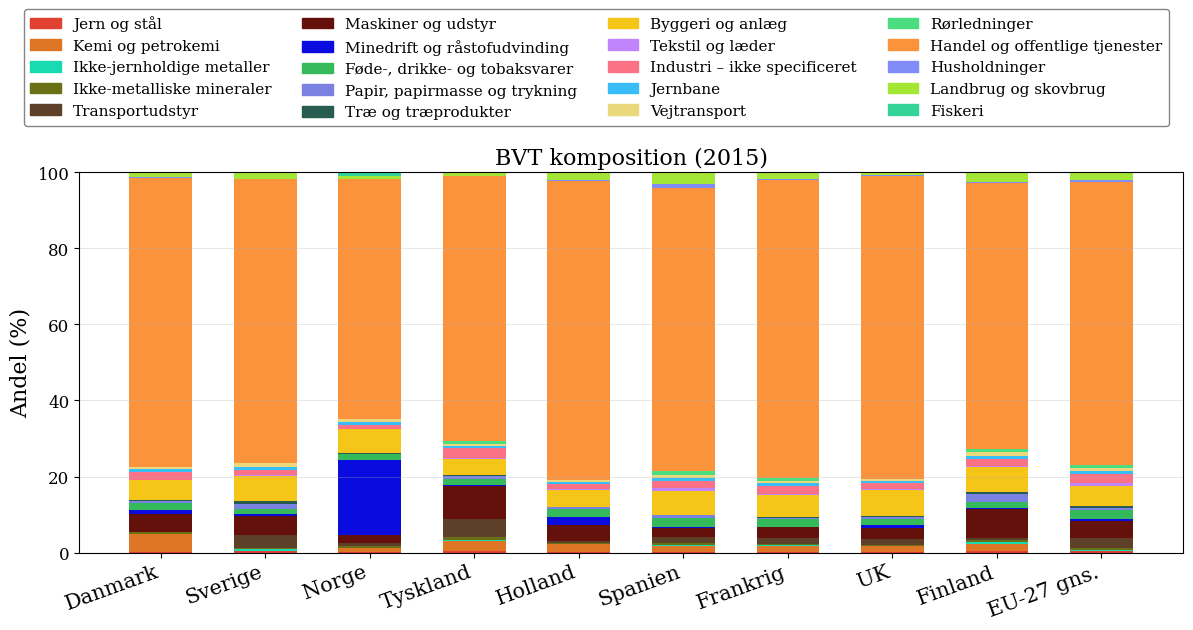 Jern og stål
Kemi og petrokemi
Ikke-jernholdige metaller
Ikke-metalliske mineraler
Transportudstyr
Maskiner og udstyr
Minedrift og råstofudvinding
Føde-, drikke- og tobaksvarer
Papir, papirmasse og trykning
Træ og træprodukter
Byggeri og anlæg
Tekstil og læder
Industri – ikke specificeret
Jernbane
Vejtransport
Rørledninger
Handel og offentlige tjenester
Husholdninger
Landbrug og skovbrug
Fiskeri
BVT komposition (2015)
Andel (%)
100
80
60
40
20
0
Danmark
Sverige
Norge
Tyskland
Holland
Spanien
Frankrig
UK
Finland
EU-27 gns.